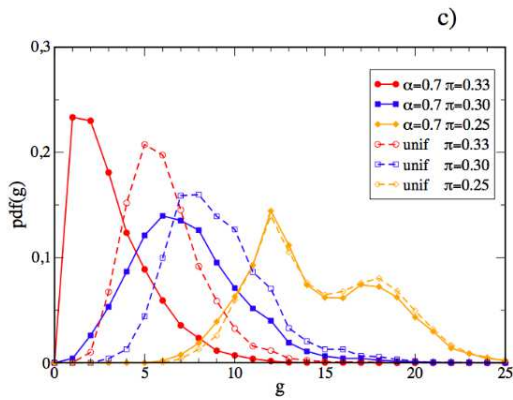 c)
0,3
0,2
0,1
0
pdf(g)
α=0.7 π=0.33
α=0.7 π=0.30
α=0.7 π=0.25
unif π=0.33
unif π=0.30
unif π=0.25
0 5 10 15 20 25
g